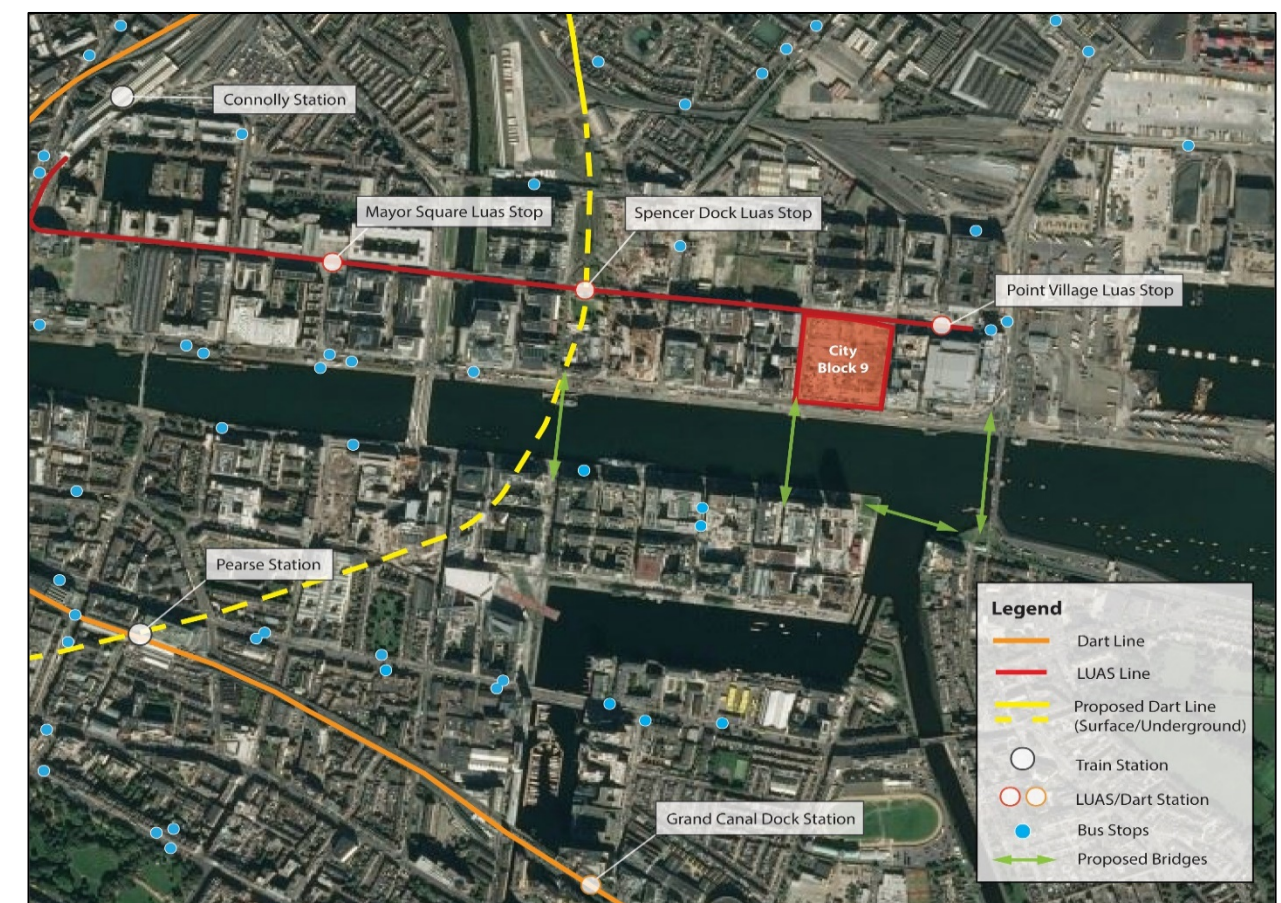 Connolly Station
Mayor Square Luas Stop
Spencer Dock Luas Stop
Point Village Luas Stop
City
Block 9
Pearse Station
Grand Canal Dock Station
Legend
Dart Line
LUAS Line
Proposed Dart Line
(Surface/Underground)
Train Station
LUAS/Dart Station
Bus Stops
Proposed Bridges